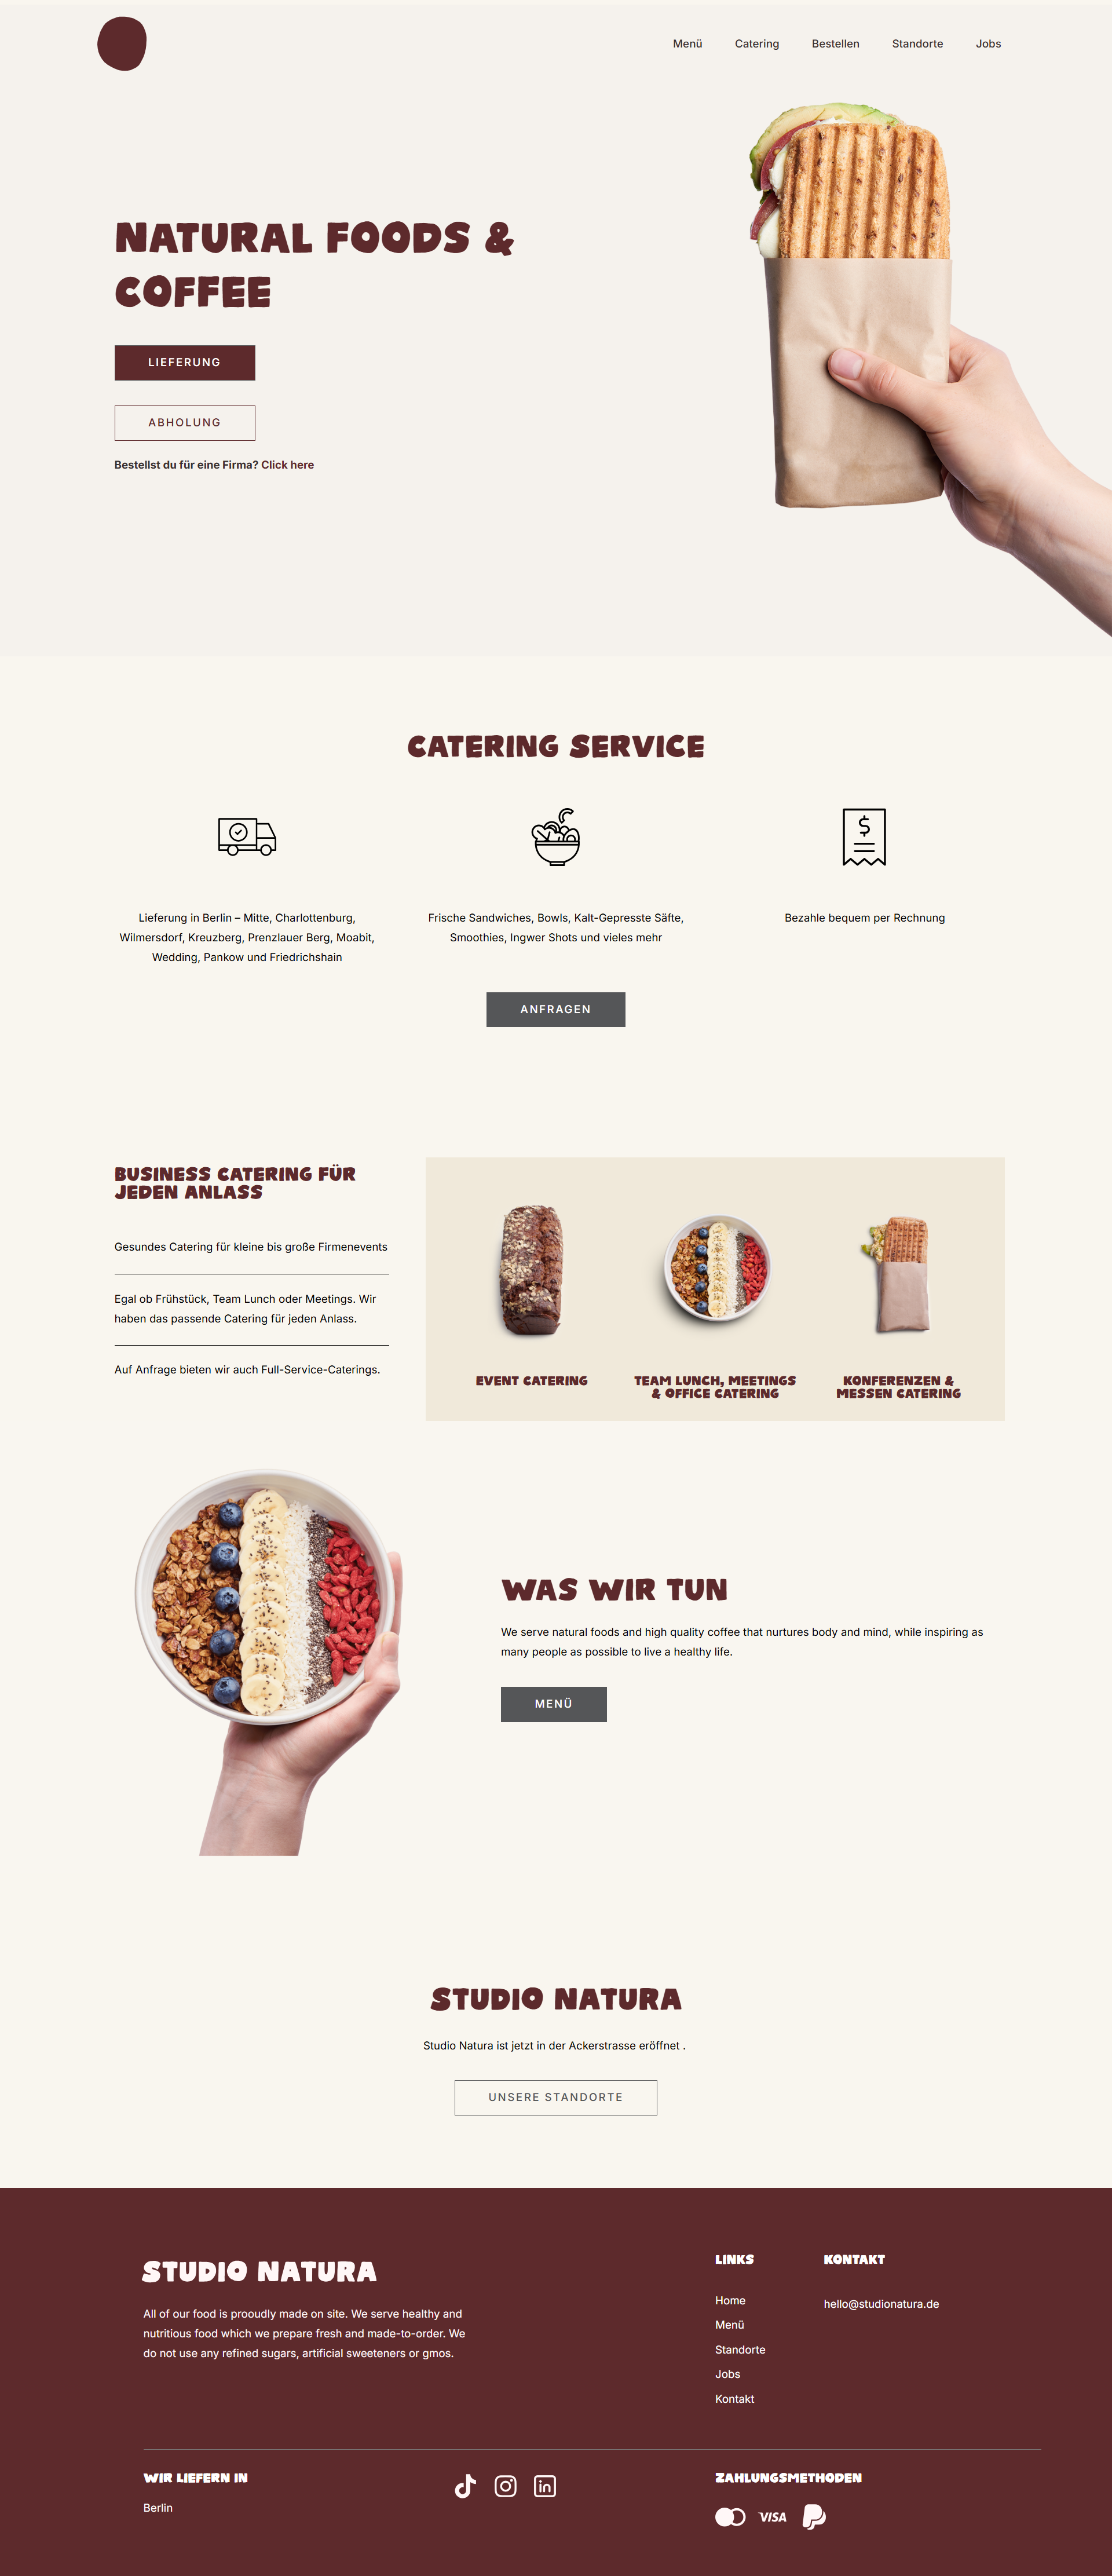 Menü
Catering
Bestellen
Standorte
Jobs
NATURAL FOODS &
COFFEE
LIEFERUNG
ABHOLUNG
Bestellst du für eine Firma? Click here
CATERING SERVICE
Lieferung in Berlin – Mitte, Charlottenburg,
Wilmersdorf, Kreuzberg, Prenzlauer Berg, Moabit,
Wedding, Pankow und Friedrichshain
Frische Sandwiches, Bowls, Kalt-Gepresste Säfte,
Smoothies, Ingwer Shots und vieles mehr
Bezahle bequem per Rechnung
ANFRAGEN
BUSINESS CATERING FÜR
JEDEN ANLASS
Gesundes Catering für kleine bis große Firmenevents
Egal ob Frühstück, Team Lunch oder Meetings. Wir
haben das passende Catering für jeden Anlass.
Auf Anfrage bieten wir auch Full-Service-Caterings.
EVENT CATERING
TEAM LUNCH, MEETINGS
& OFFICE CATERING
KONFERENZEN &
MESSEN CATERING
WAS WIR TUN
We serve natural foods and high quality coffee that nurtures body and mind, while inspiring as
many people as possible to live a healthy life.
MENÜ
STUDIO NATURA
Studio Natura ist jetzt in der Ackerstrasse eröffnet .
UNSERE STANDORTE
STUDIO NATURA
All of our food is prooudly made on site. We serve healthy and
nutritious food which we prepare fresh and made-to-order. We
do not use any refined sugars, artificial sweeteners or gmos.
LINKS
Home
Menü
Standorte
Jobs
Kontakt
KONTAKT
hello@studionatura.de
WIR LIEFERN IN
Berlin
ZAHLUNGSMETHODEN
VISA